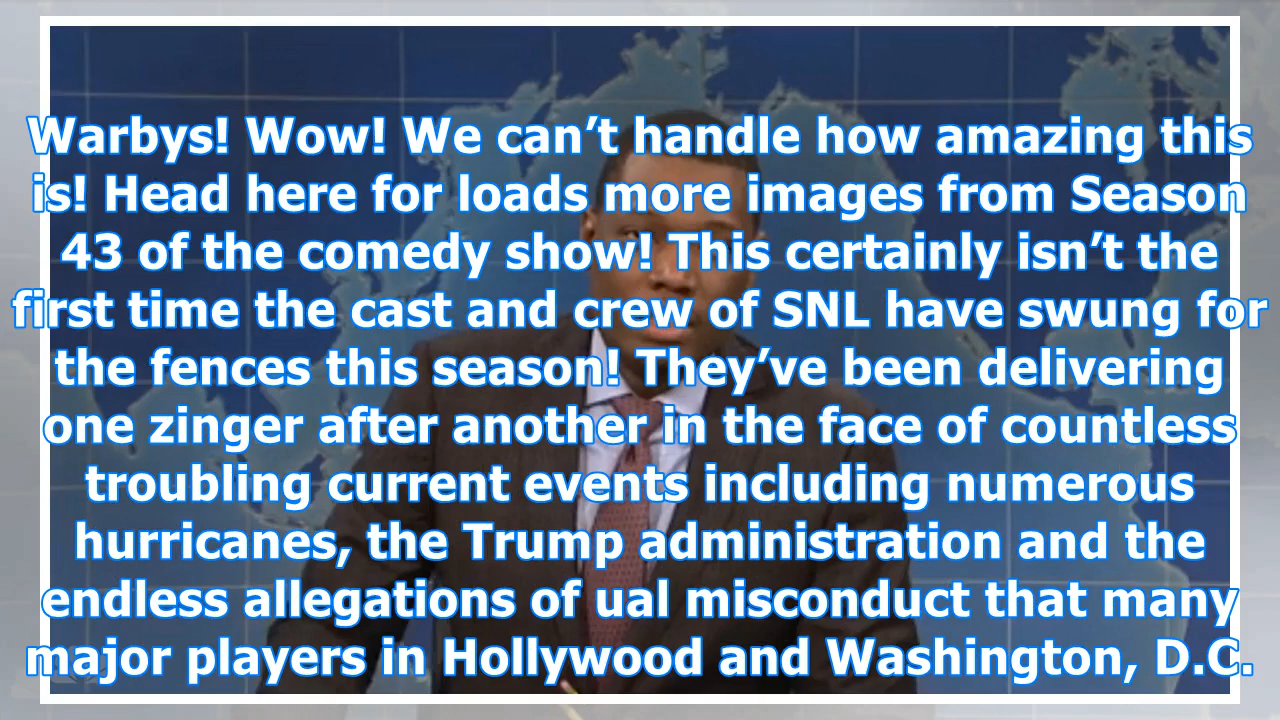 Warbys! Wow! We can’t handle how amazing this
is! Head here for loads more images from Season
43 of the comedy show! This certainly isn’t the
first time the cast and crew of SNL have swung for
the fences this season! They’ve been delivering
one zinger after another in the face of countless
troubling current events including numerous
hurricanes, the Trump administration and the
endless allegations of ual misconduct that many
major players in Hollywood and Washington, D.C.